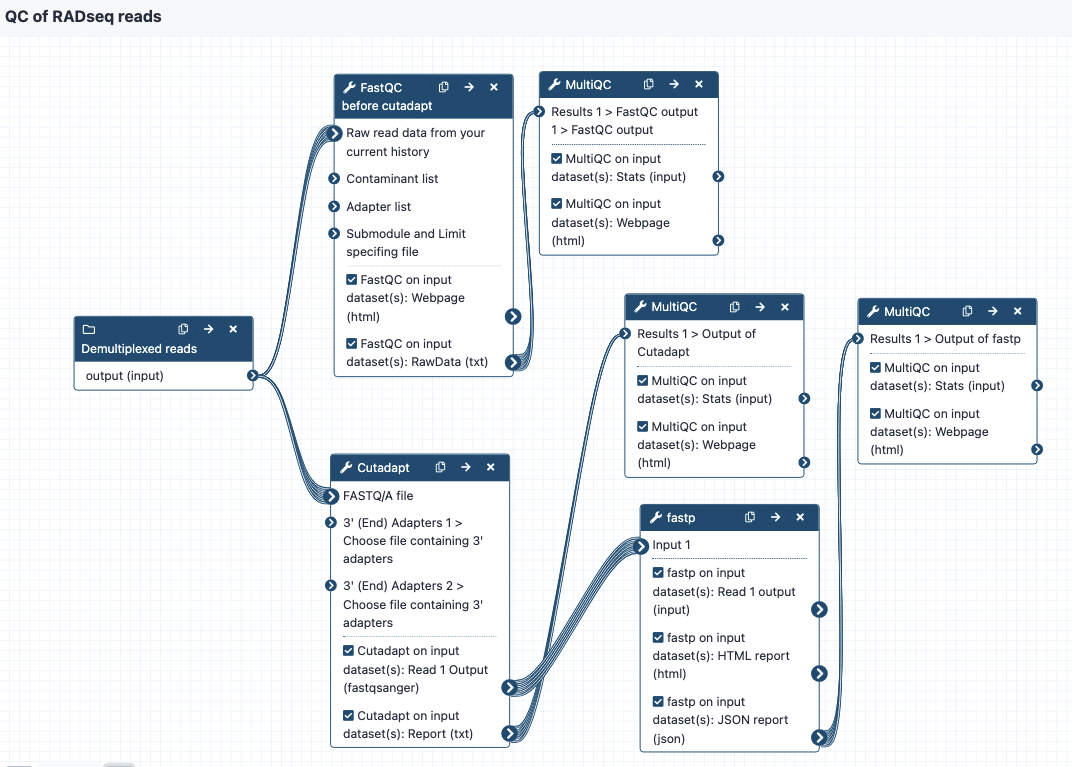 QC of RADseq reads
FastQC
before cutadapt
Raw read data from your
current history
Contaminant list
Adapter list
Submodule and Limit
specifing file
FastQC on input
dataset(s): Webpage
(html)
FastQC on input
dataset(s): RawData (txt)
MultiQC
Results 1 > FastQC output
1 > FastQC output
MultiQC on input
dataset(s): Stats (input)
MultiQC on input
dataset(s): Webpage
(html)
Demultiplexed reads
output (input)
MultiQC
Results 1 > Output of
Cutadapt
MultiQC on input
dataset(s): Stats (input)
MultiQC on input
dataset(s): Webpage
(html)
MultiQC
Results 1 > Output of fastp
MultiQC on input
dataset(s): Stats (input)
MultiQC on input
dataset(s): Webpage
(html)
Cutadapt
FASTQ/A file
3' (End) Adapters 1 >
Choose file containing 3'
adapters
3' (End) Adapters 2 >
Choose file containing 3'
adapters
Cutadapt on input
dataset(s): Read 1 Output
(fastqsanger)
Cutadapt on input
dataset(s): Report (txt)
fastp
Input 1
fastp on input
dataset(s): Read 1 output
(input)
fastp on input
dataset(s): HTML report
(html)
fastp on input
dataset(s): JSON report
(json)